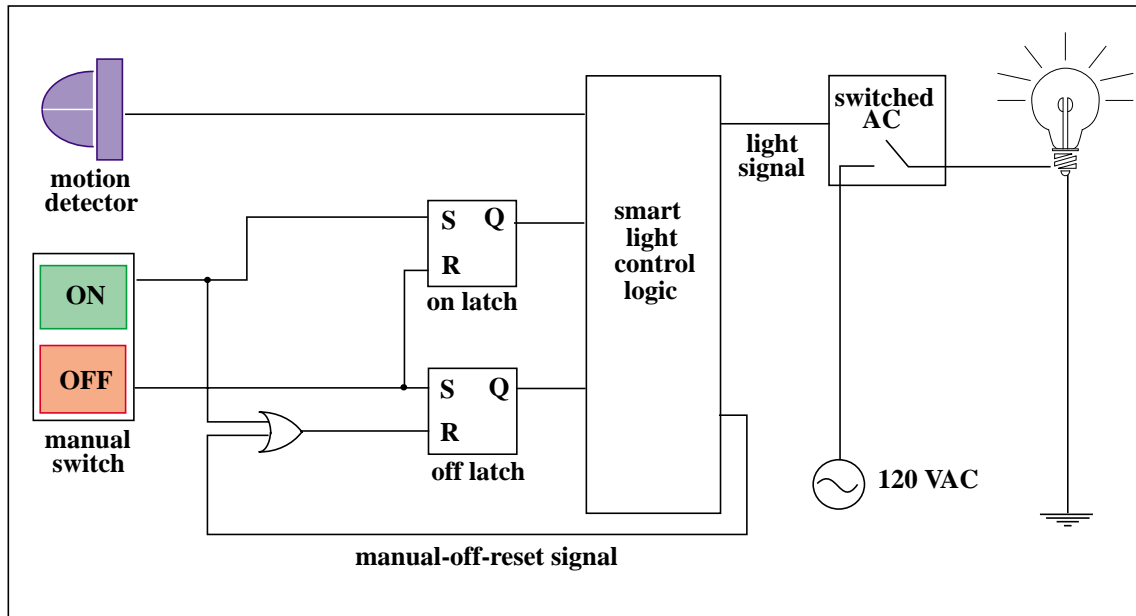 motion
detector
ON
OFF
manual
switch
S Q
R
on latch
S Q
R
off latch
smart
light
control
logic
light
signal
switched
AC
120 VAC
manual-off-reset signal